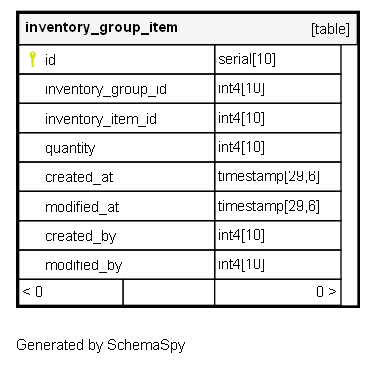 inventory_group_item [table]
id serial[10]
inventory_group_id int4[10]
inventory_item_id int4[10]
quantity int4[10]
created_at timestamp[29,6]
modified_at timestamp[29,6]
created_by int4[10]
modified_by int4[10]
< 0 0 >
Generated by SchemaSpy